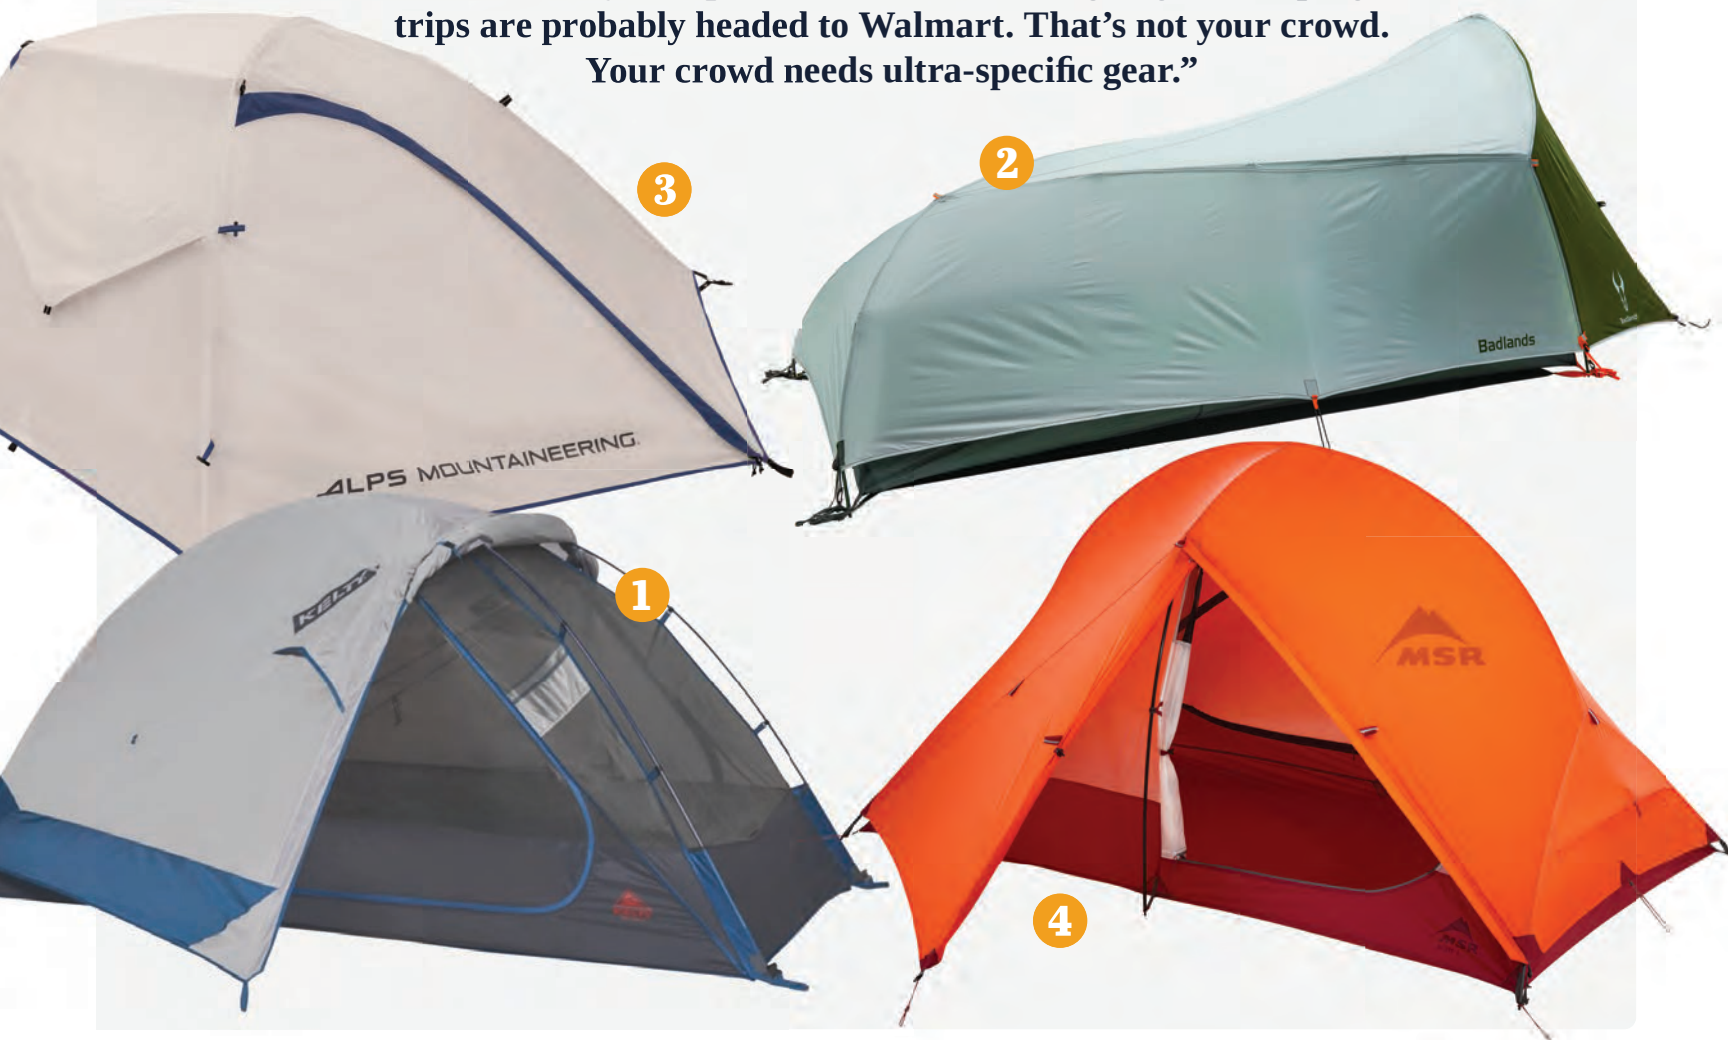 trips are probably headed to Walmart. That’s not your crowd.
Your crowd needs ultra-specific gear.”
3
2
Badlands
ALPS MOUNTAINEERING
KELTY
1
MSR
4
MSR